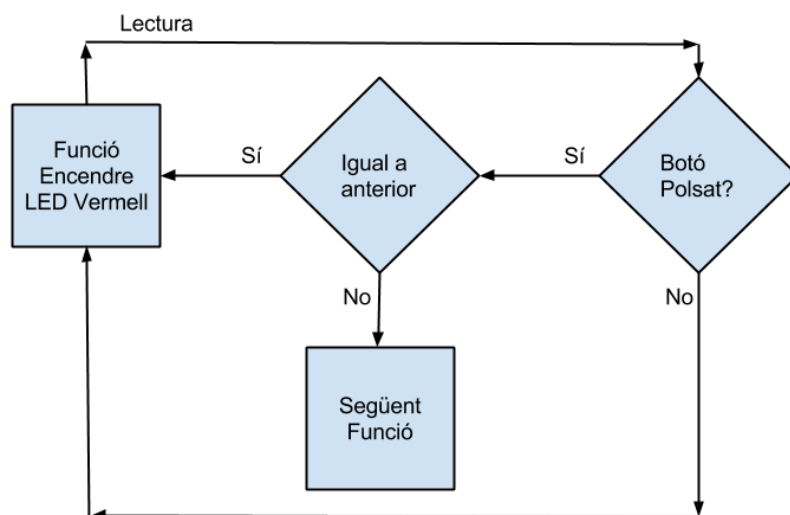 Lectura
Funció
Encendre
LED Vermell
Sí
Igual a
anterior
Sí
Botó
Polsat?
No
No
Següent
Funció